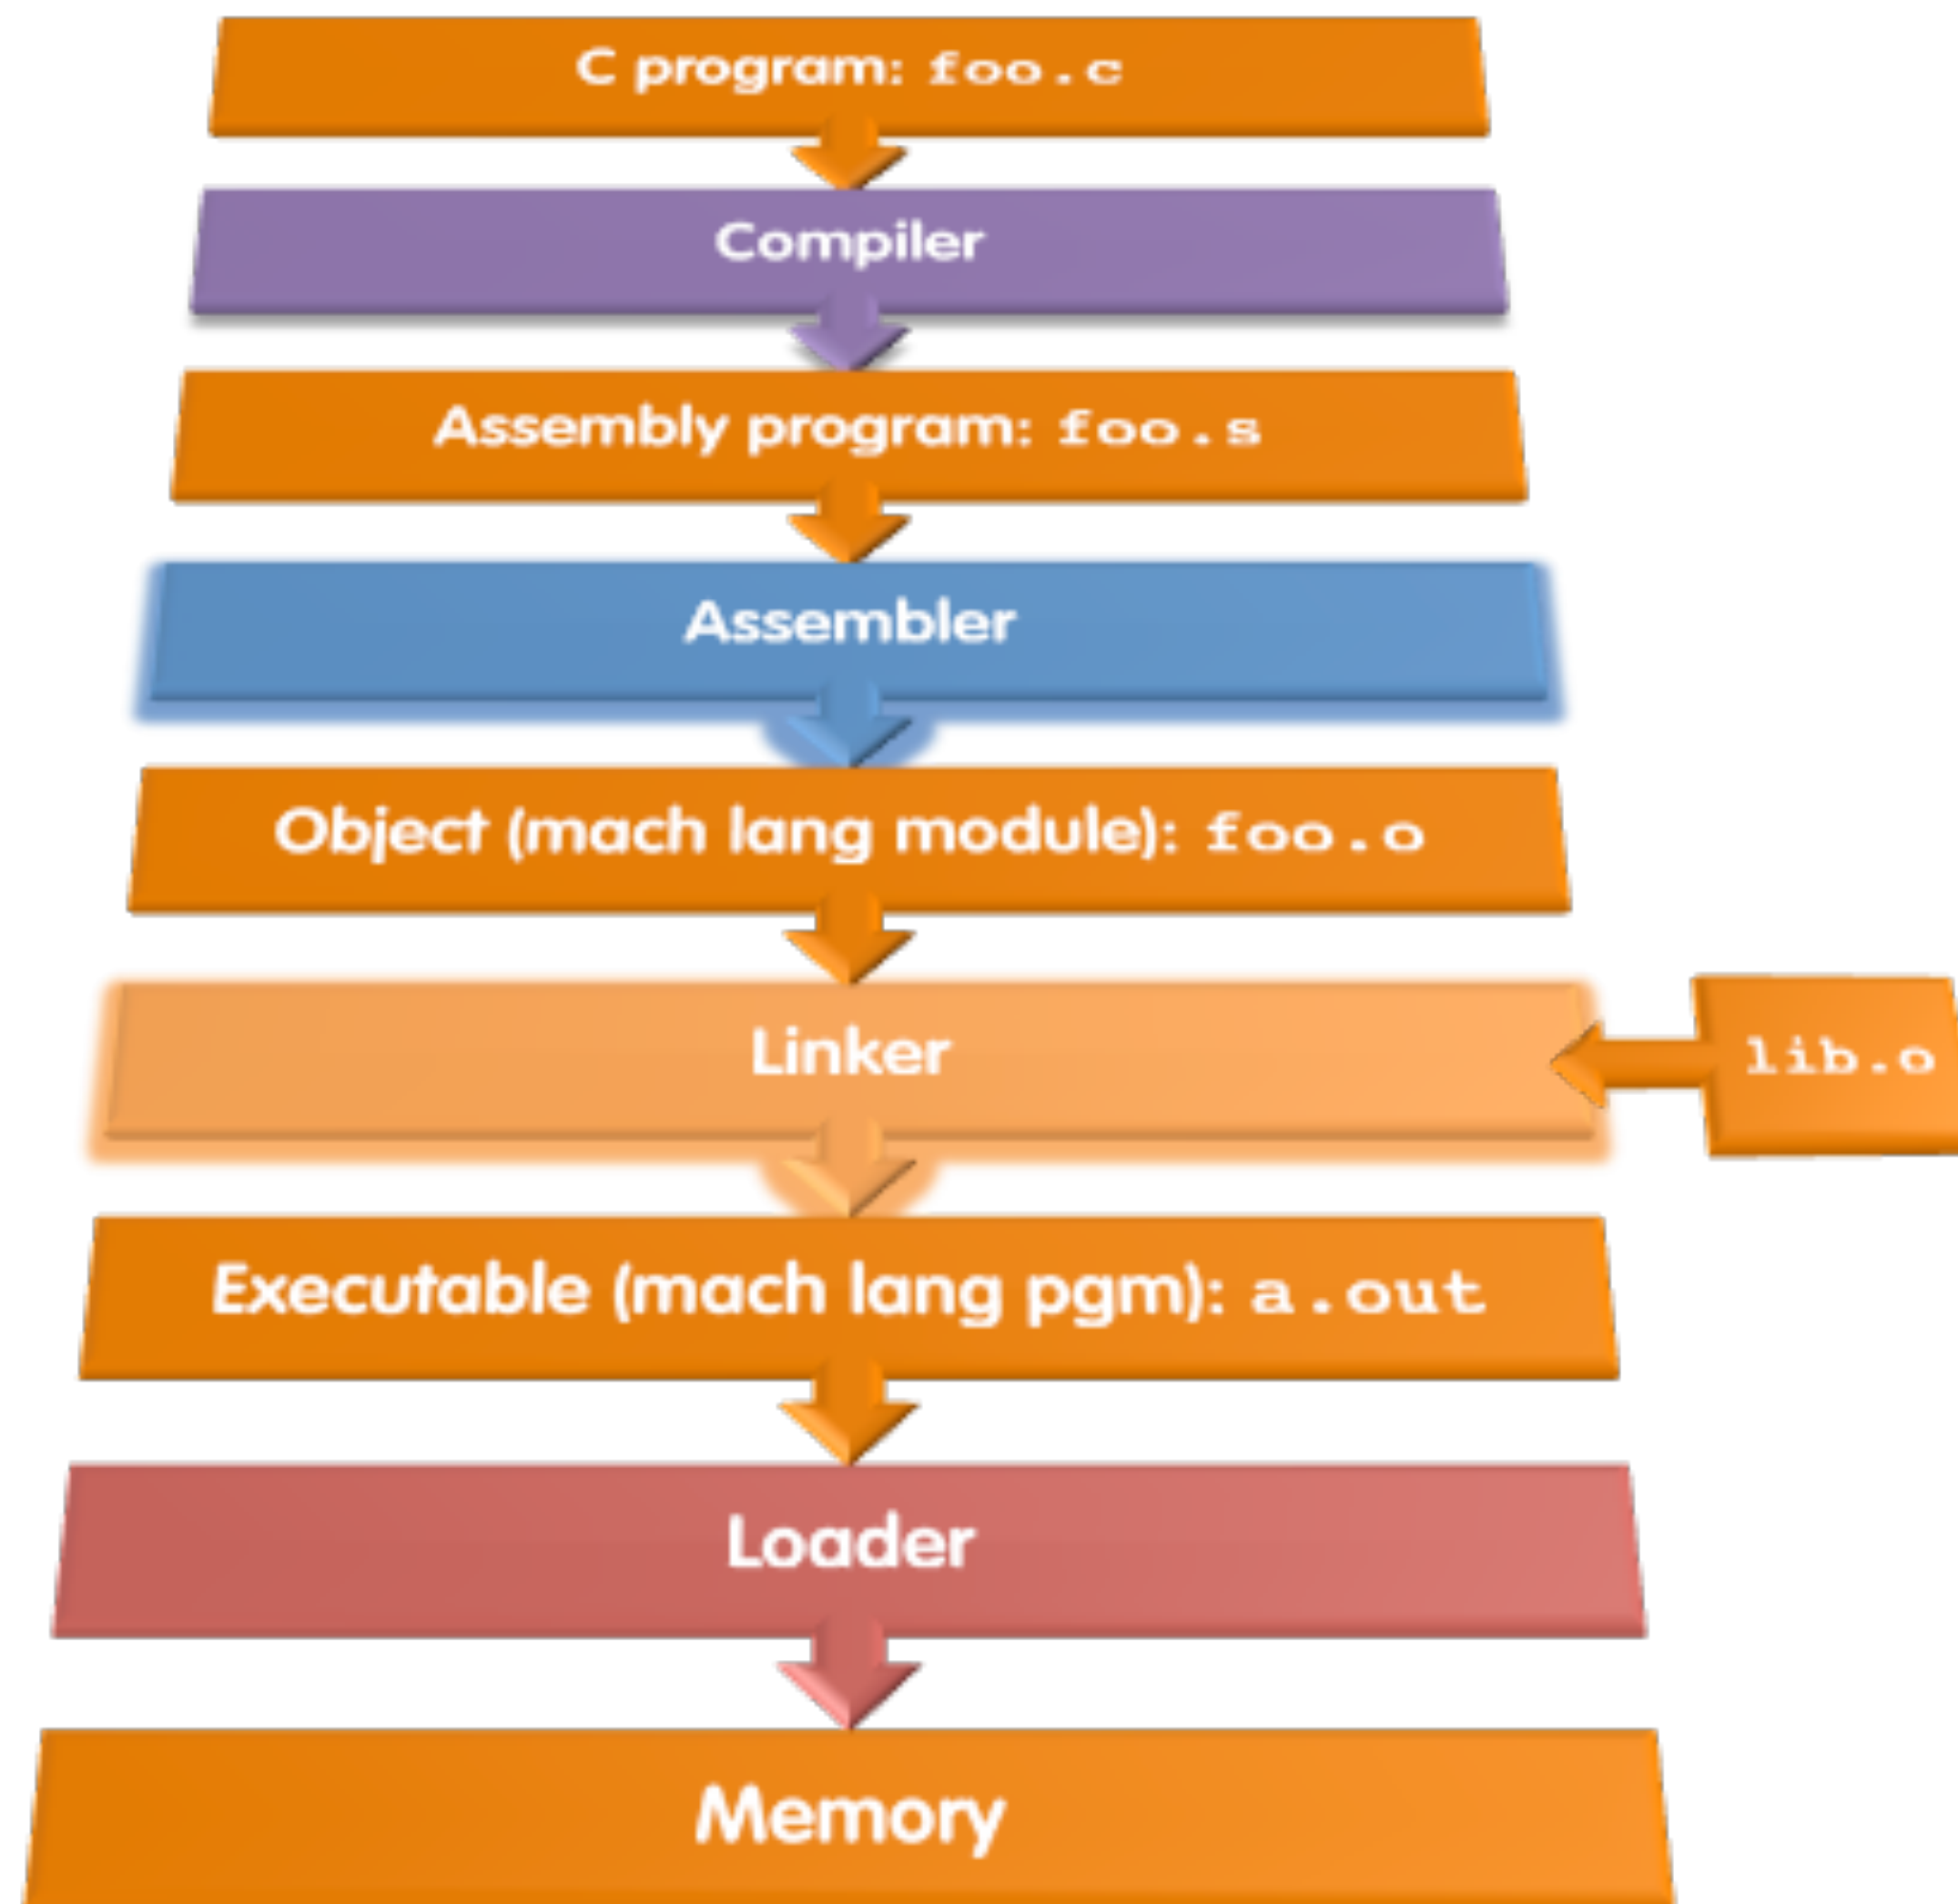 C program: foo.c
Compiler
Assembly program: foo.s
Assembler
Object (mach lang module): foo.o
Linker
lib.o
Executable (mach lang pgm): a.out
Loader
Memory